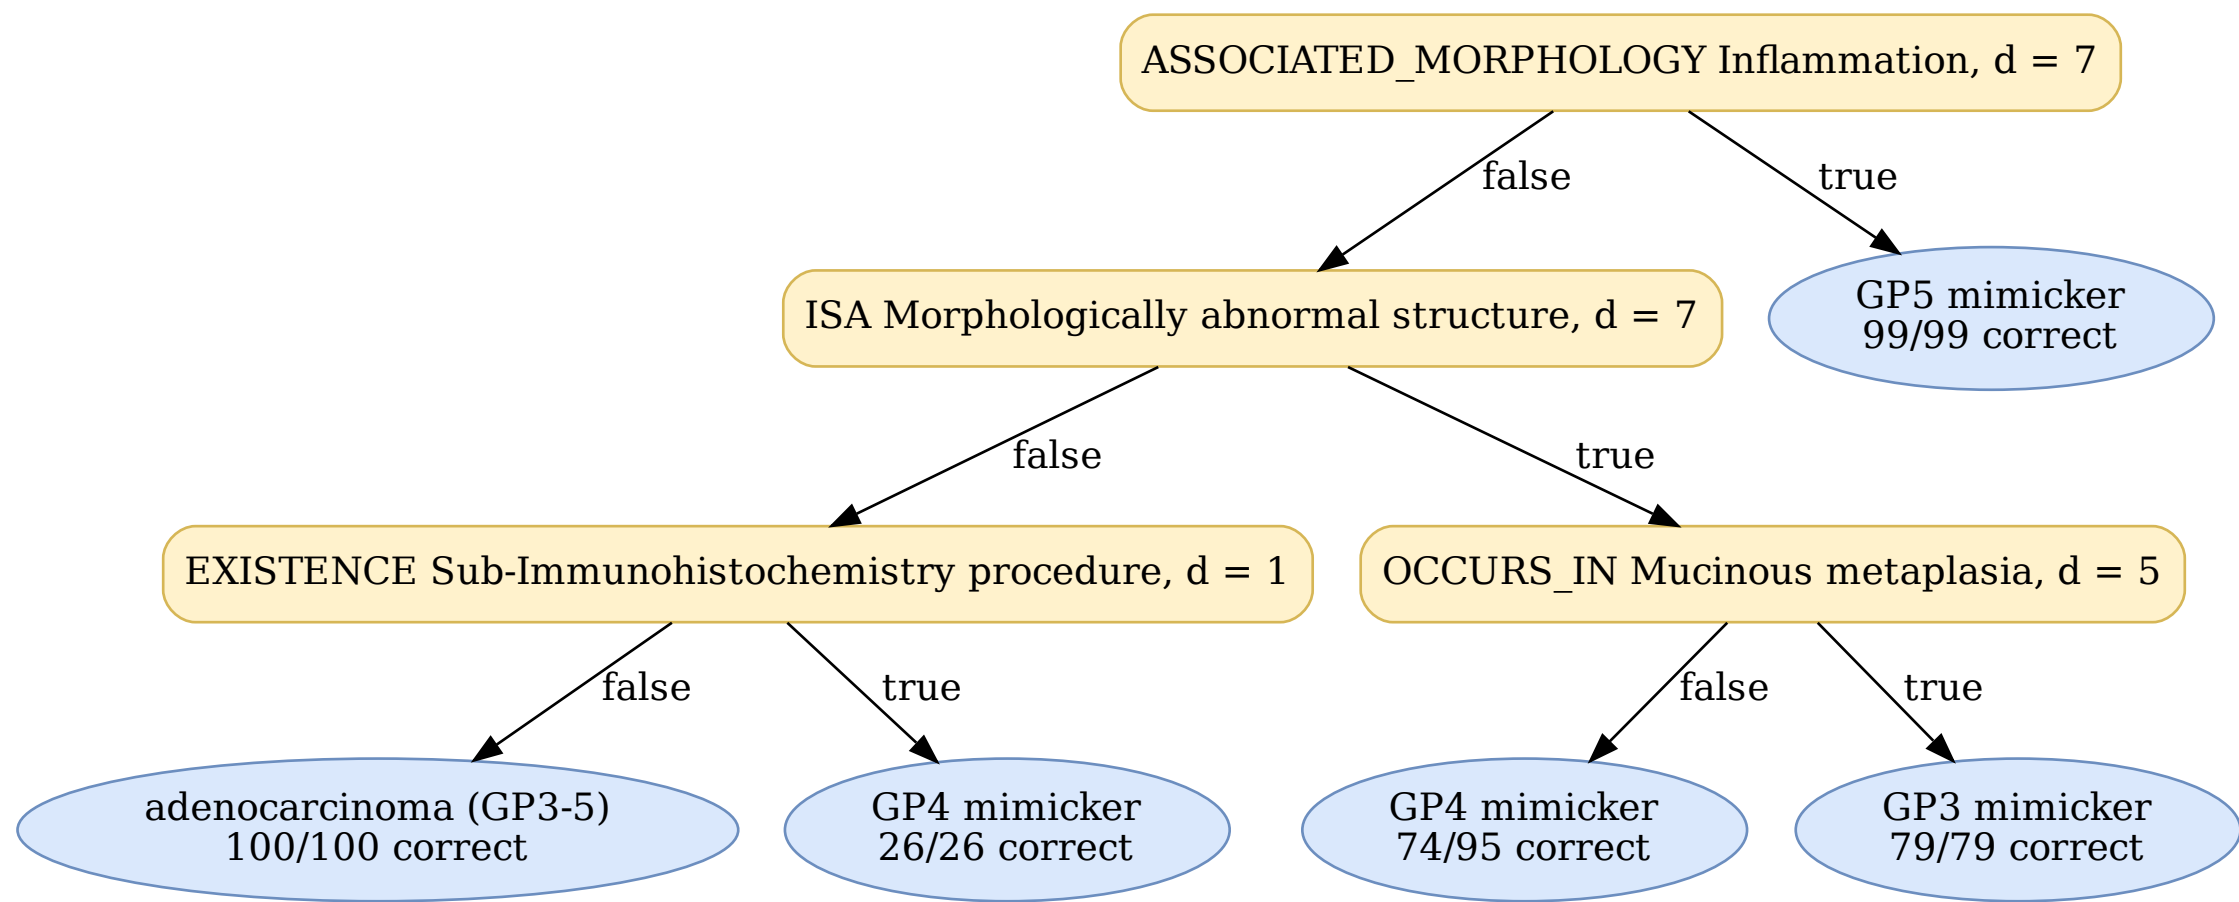 ASSOCIATED_MORPHOLOGY Inflammation, d = 7
false
true
ISA Morphologically abnormal structure, d = 7
GP5 mimicker
99/99 correct
false
true
EXISTENCE Sub-Immunohistochemistry procedure, d = 1
OCCURS_IN Mucinous metaplasia, d = 5
false
true
false
true
adenocarcinoma (GP3-5)
100/100 correct
GP4 mimicker
26/26 correct
GP4 mimicker
74/95 correct
GP3 mimicker
79/79 correct